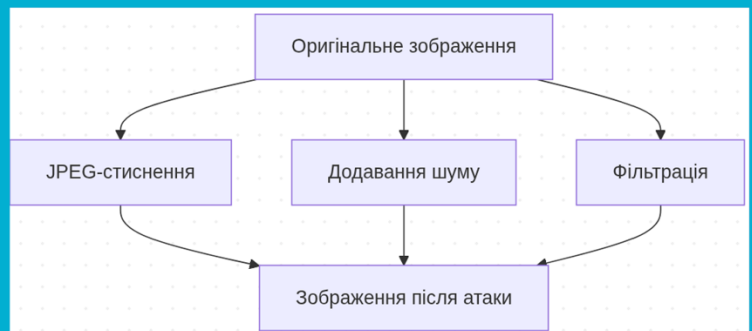 Оригінальне зображення
JPEG-стиснення
Додавання шуму
Фільтрація
Зображення після атаки